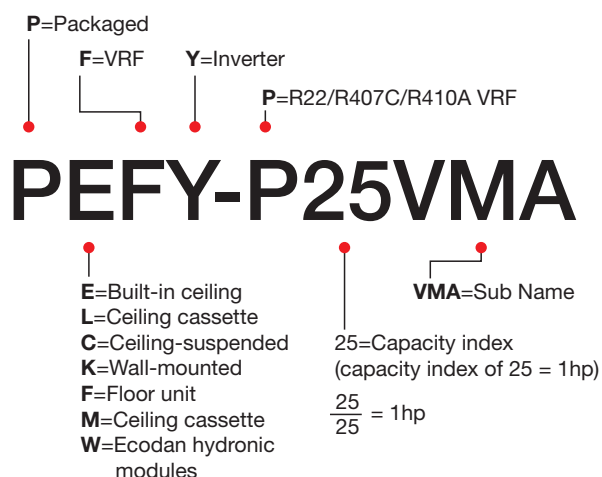 P=Packaged
F=VRF
Y=Inverter
P=R22/R407C/R410A VRF
PEFY-P25VMA
E=Built-in ceiling
L=Ceiling cassette
C=Ceiling-suspended
K=Wall-mounted
F=Floor unit
M=Ceiling cassette
W=Ecodan hydronic
modules
25=Capacity index
(capacity index of 25 = 1hp)
25
25 = 1hp
VMA=Sub Name